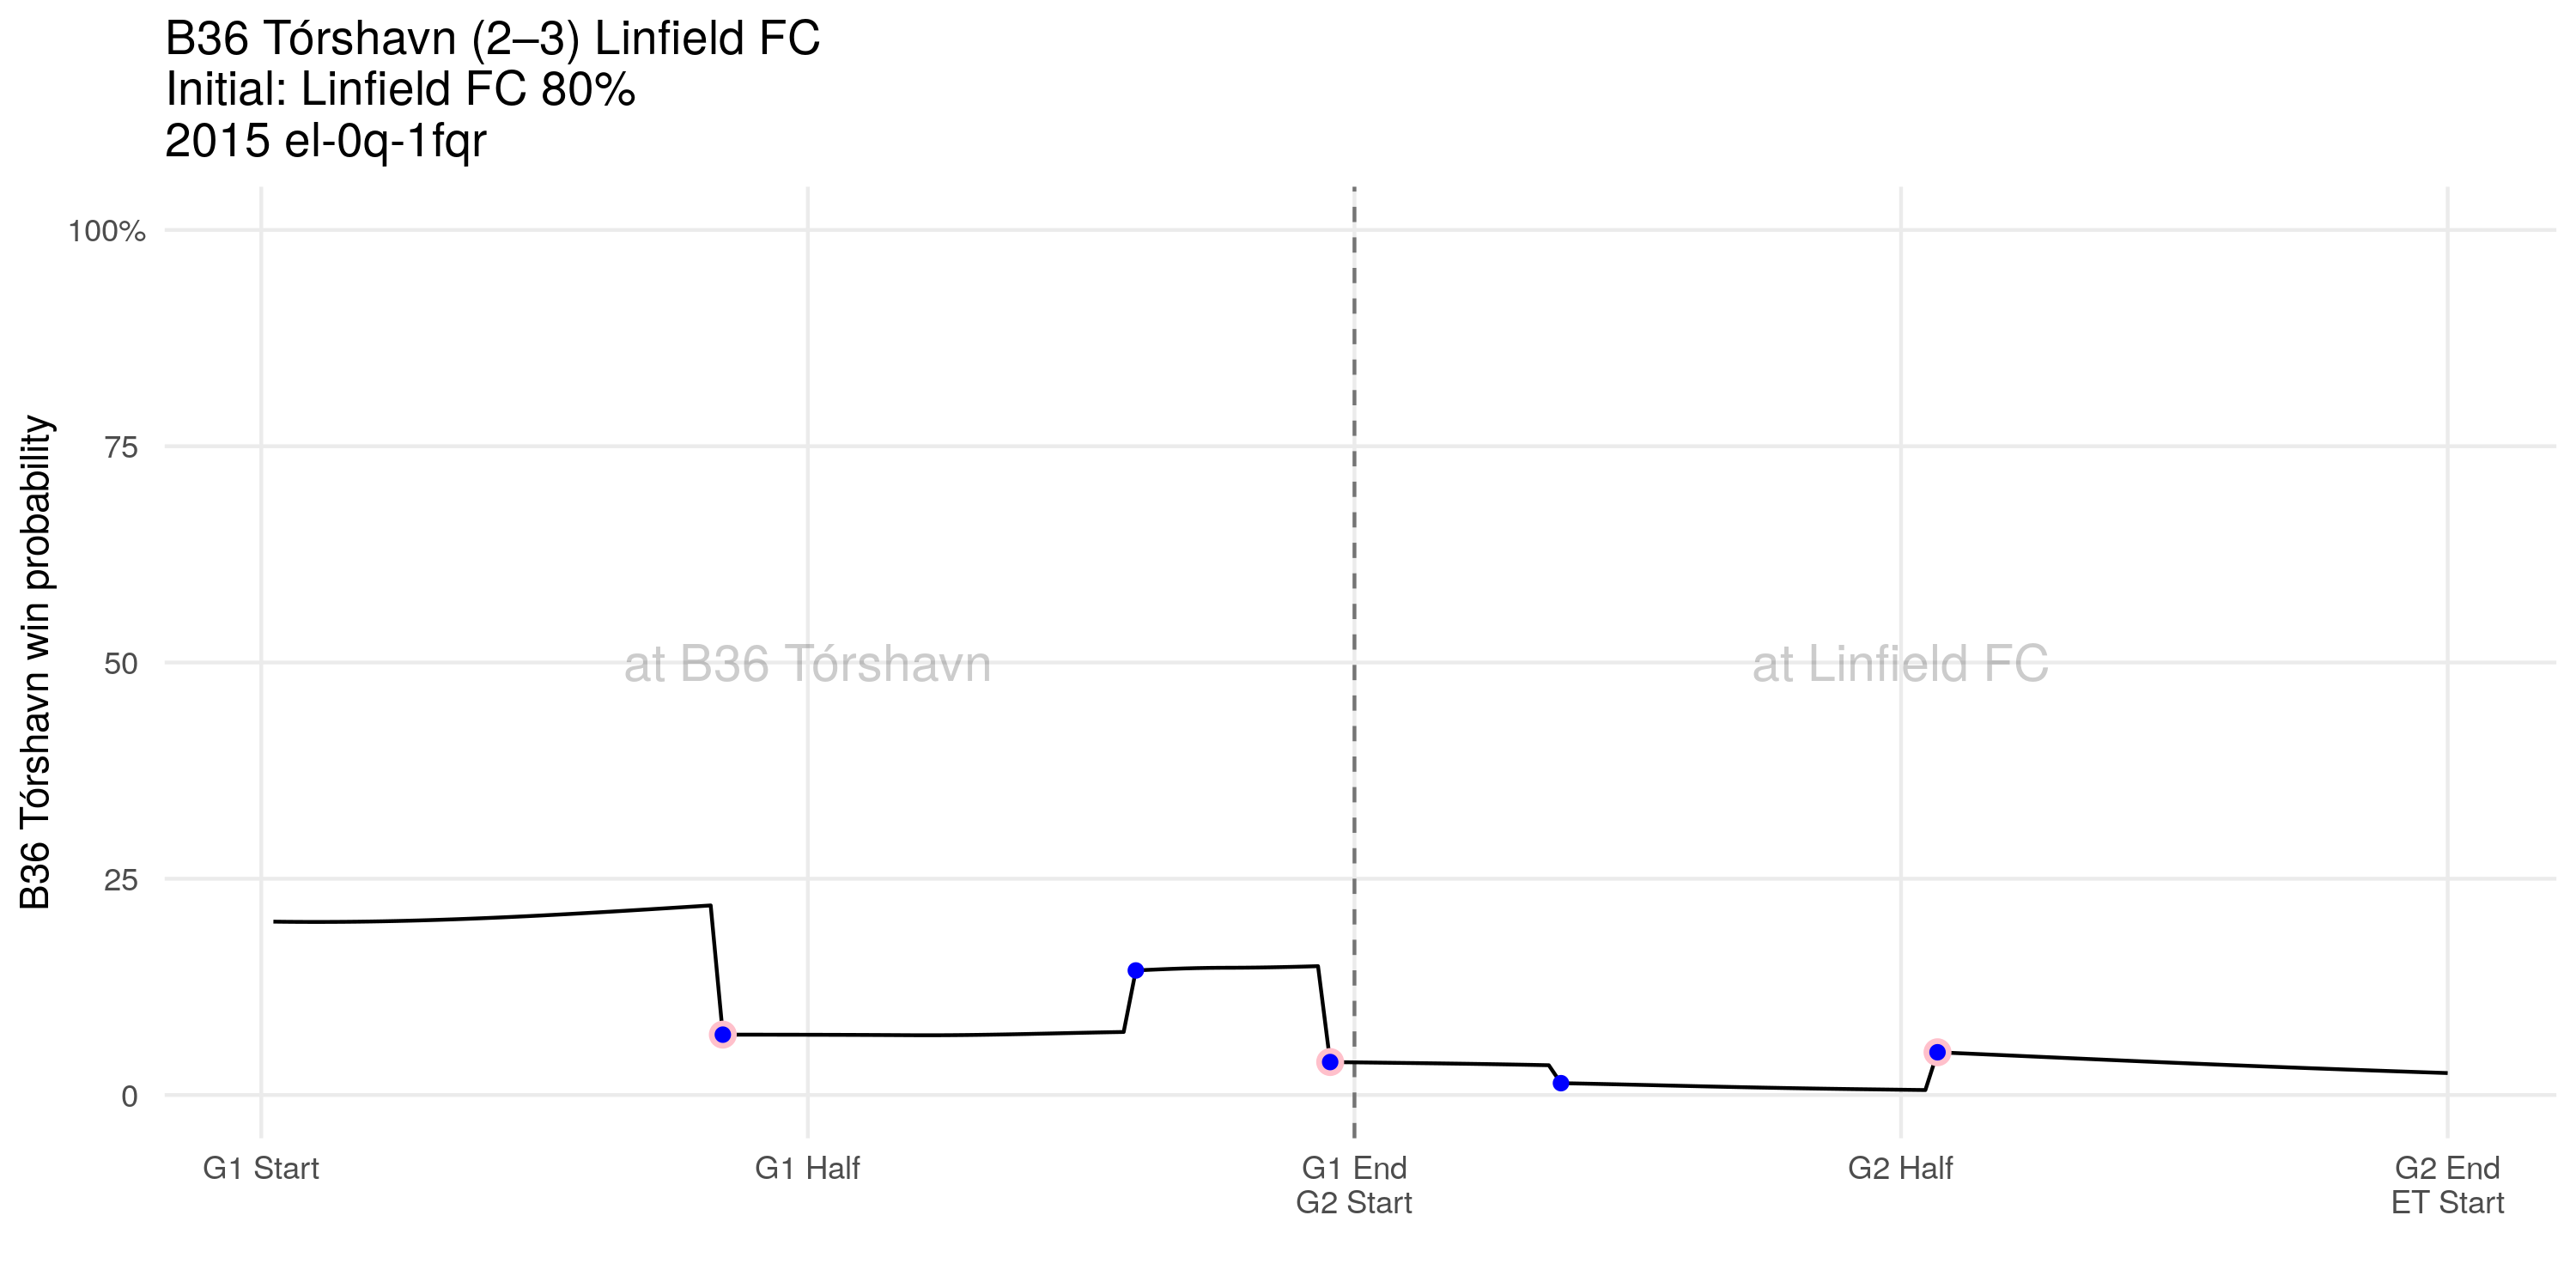 B36 Tórshavn (2–3) Linfield FC
Initial: Linfield FC 80%
2015 el-0q-1fqr
B36 Tórshavn win probability
100%
75
50
25
0
at B36 Tórshavn
at Linfield FC
G1 Start
G1 Half
G1 End
G2 Start
G2 Half
G2 End
ET Start